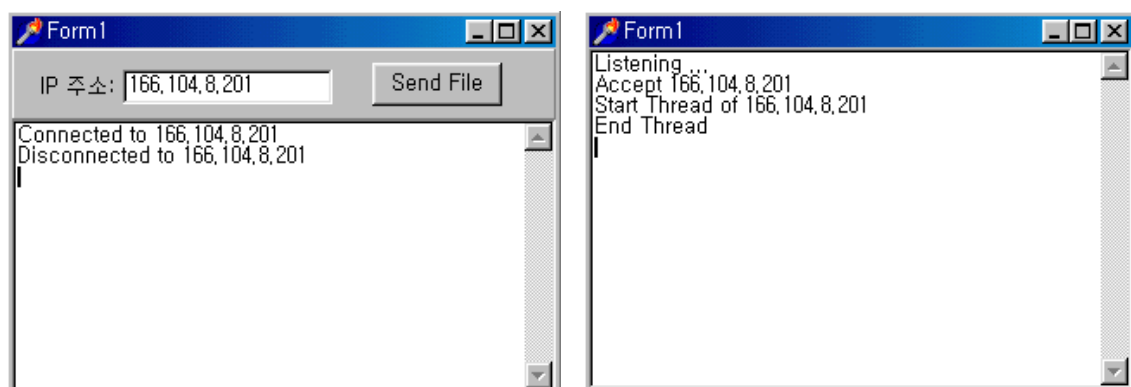 Form1
IP 주소: 166,104,8,201 Send File
Connected to 166,104,8,201
Disconnected to 166,104,8,201
Form1
Listening ,,,
Accept 166,104,8,201
Start Thread of 166,104,8,201
End Thread